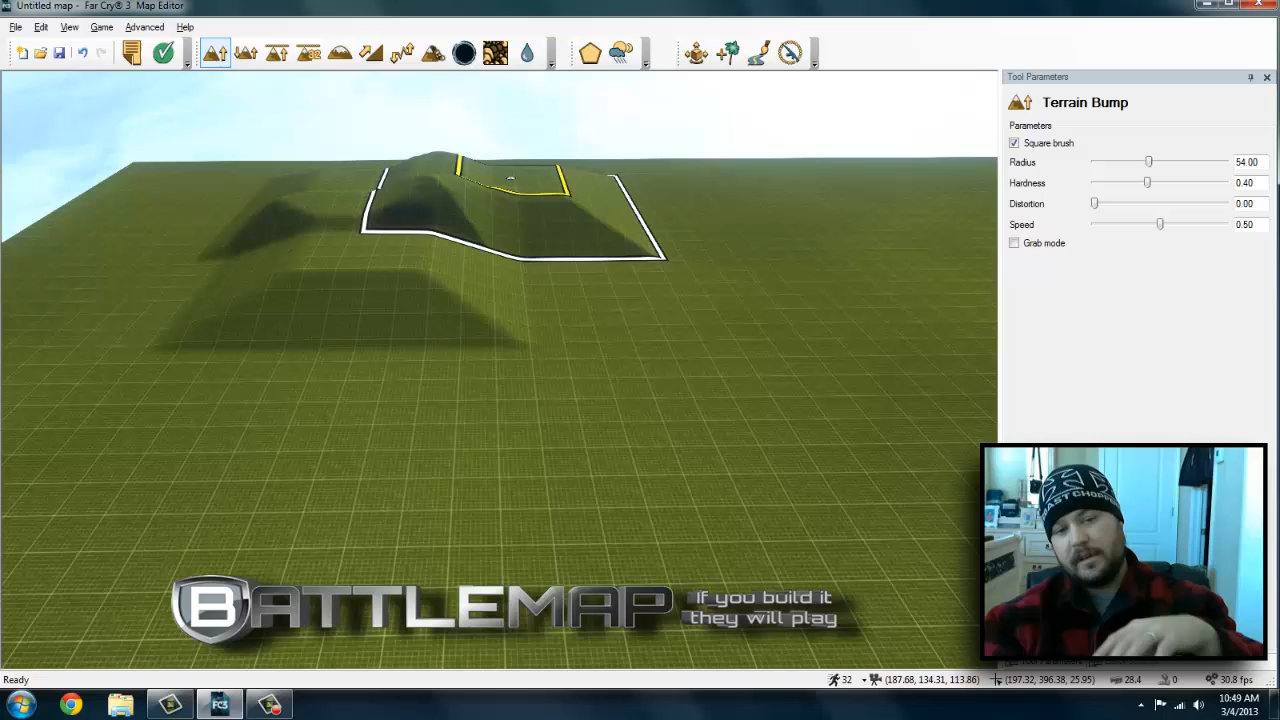 Untitled map - Far Cry® 3 Map Editor
File Edit View Game Advanced Help
Tool Parameters
Terrain Bump
Parameters
Square brush
Radius 54.00
Hardness 0.40
Distortion 0.00
Speed 0.50
Grab mode
BATTLEMAP
If you build it
they will play
Ready 32 (187.68, 134.31, 113.86) (197.32, 396.38, 25.95) 28.4 0 30.8 fps
FC3
10:49 AM
3/4/2013